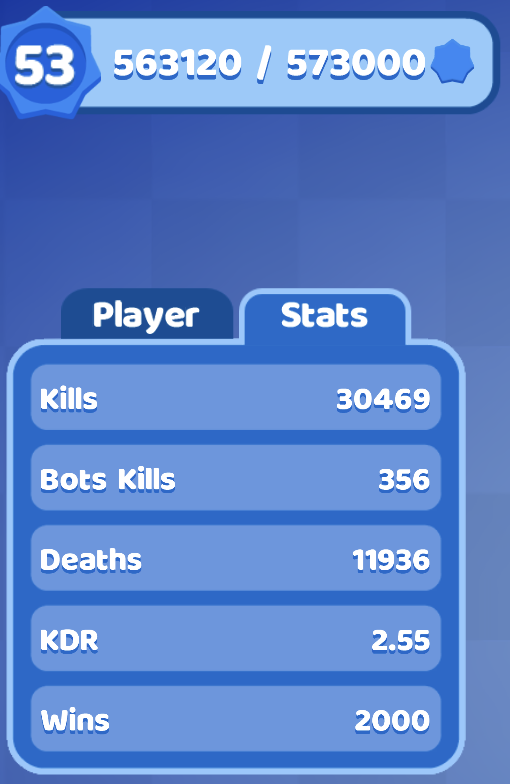 53 563120 / 573000
Player Stats
Kills 30469
Bots Kills 356
Deaths 11936
KDR 2.55
Wins 2000